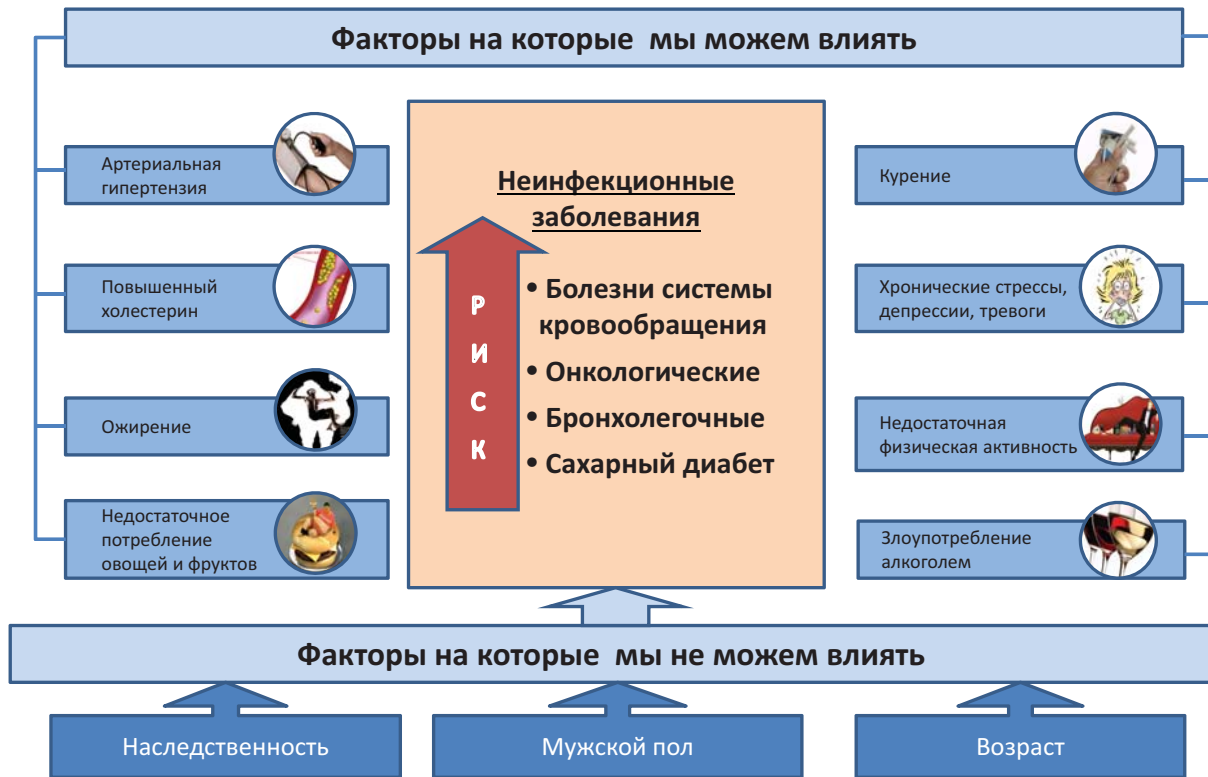 Факторы на которые мы можем влиять
Артериальная
гипертензия
Повышенный
холестерин
Ожирение
Недостаточное
потребление
овощей и фруктов
Неинфекционные
заболевания
Р
И
С
К
• Болезни системы
кровообращения
• Онкологические
• Бронхолегочные
• Сахарный диабет
Курение
Хронические стрессы,
депрессии, тревоги
Недостаточная
физическая активность
Злоупотребление
алкоголем
Факторы на которые мы не можем влиять
Наследственность
Мужской пол
Возраст